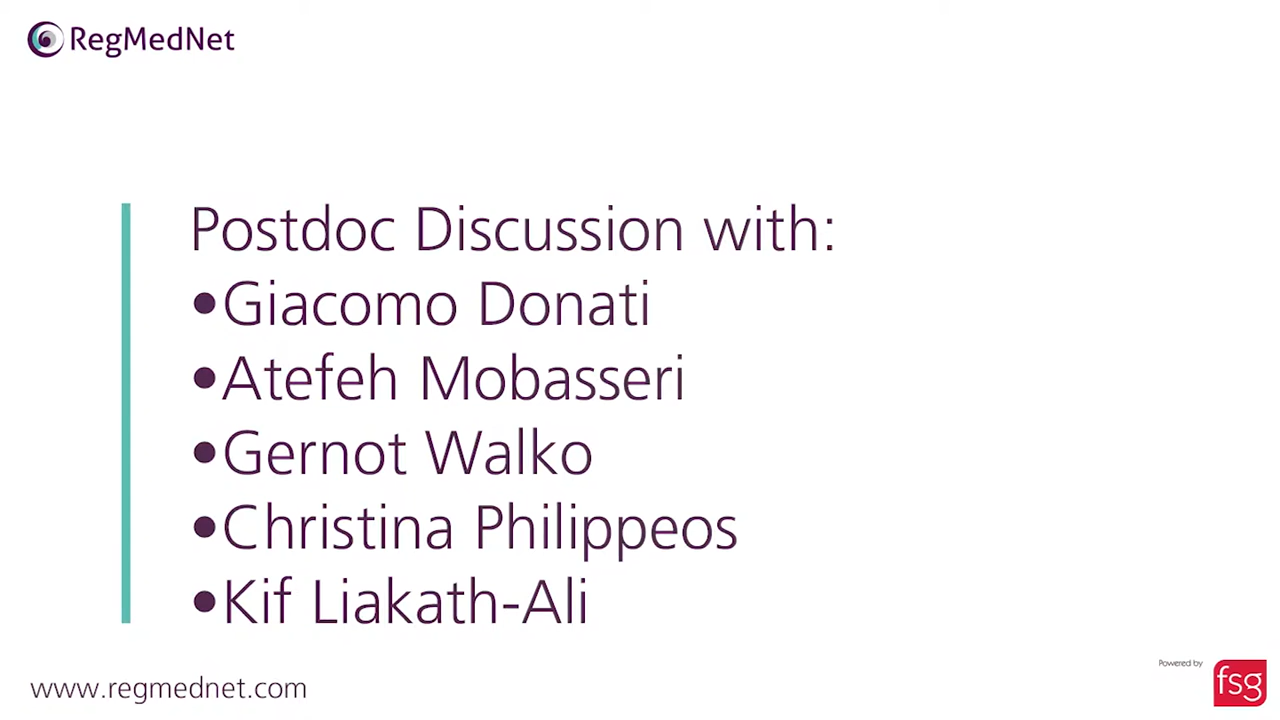 RegMedNet
Postdoc Discussion with:
•Giacomo Donati
•Atefeh Mobasseri
•Gernot Walko
•Christina Philippeos
•Kif Liakath-Ali
www.regmednet.com
Powered by
fsg